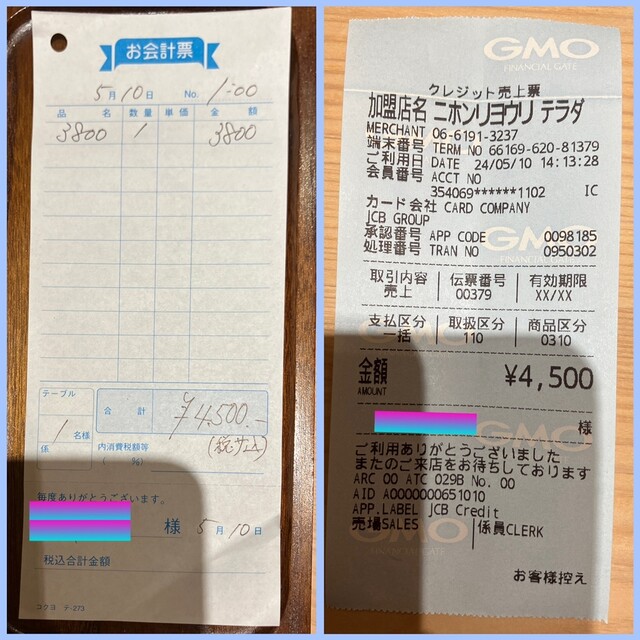 お会計票
5月10日 No. 1:00
品名 数量 単価 金額
3800 1 3800
テーブル
合計 ¥4,500.-
1名様
(税サ込)
係
内消費税額等
( %)
毎度ありがとうございます。
様 5月10日
税込合計金額
コクヨ テ-273
GMO
FINANCIAL GATE
クレジット売上票
加盟店名 ニホンリヨウリ テラダ
MERCHANT 06-6191-3237
端末番号 TERM NO 66169-620-81379
ご利用日 DATE 24/05/10 14:13:28
会員番号 ACCT NO
354069******1102 IC
カード会社 CARD COMPANY
JCB GROUP
承認番号 APP CODE 0098185
処理番号 TRAN NO 0950302
GMO
FINANCIAL GATE
取引内容 伝票番号 有効期限
売上 00379 XX/XX
支払区分 取扱区分 商品区分
一括 110 0310
金額 ¥4,500
AMOUNT
様
GMO
ご利用ありがとうございました
またのご来店をお待ちしております
ARC 00 ATC 029B No. 00
AID A0000000651010
APP.LABEL JCB Credit
売場SALES 係員CLERK
GMO
FINANCIAL GATE
お客様控え